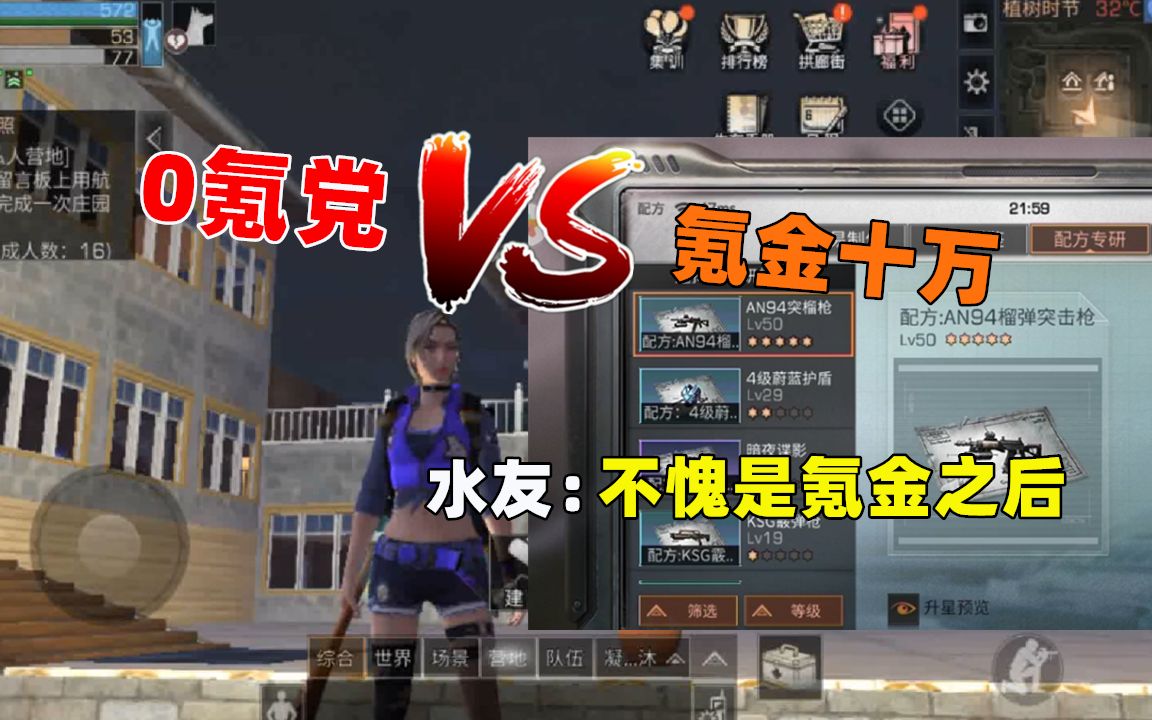 572
53
77
集训
排行榜
拱廊街
福利
植树时节 32℃
人营地]
留言板上用航
完成一次庄园
成人数：16)
0氪党
VS
氪金十万
配方
21:59
配方专研
AN94突榴枪
Lv50
配方:AN94榴..
4级蔚蓝护盾
Lv29
配方：4级蔚..
暗夜谍影
KSG霰弹枪
Lv19
配方:KSG霰..
筛选
等级
配方:AN94榴弹突击枪
Lv50
升星预览
水友:不愧是氪金之后
建
综合
世界
场景
营地
队伍
凝...沐